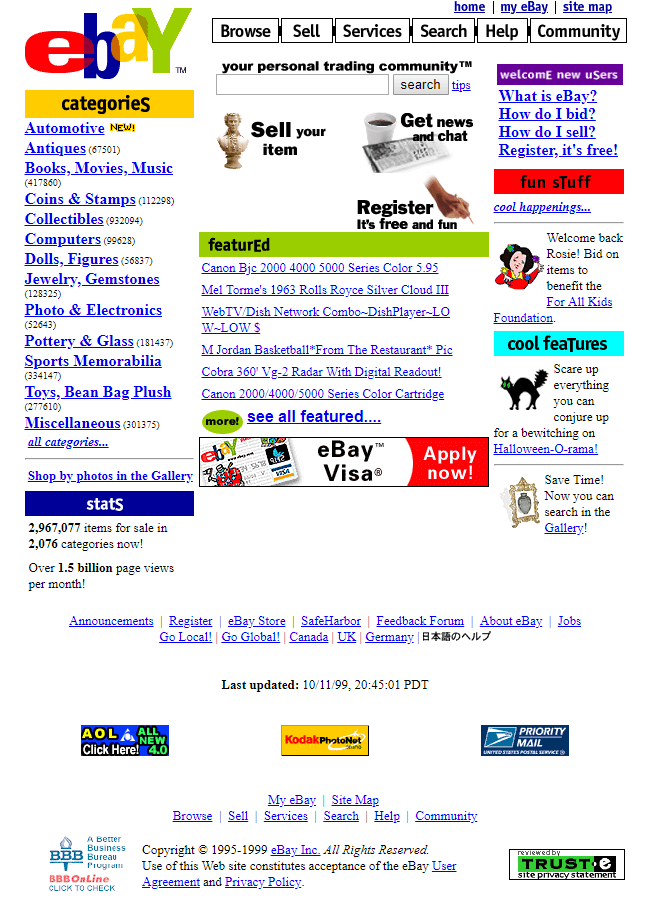 home | my eBay | site map
ebaY™
Browse Sell Services Search Help Community
your personal trading community™
search tips
Sell your item
Get news and chat
Register It's free and fun
categorieS
Automotive NEW!
Antiques (67501)
Books, Movies, Music
(417860)
Coins & Stamps (112298)
Collectibles (932094)
Computers (99628)
Dolls, Figures (56837)
Jewelry, Gemstones
(128325)
Photo & Electronics
(52643)
Pottery & Glass (181437)
Sports Memorabilia
(334147)
Toys, Bean Bag Plush
(277610)
Miscellaneous (301375)
all categories...
Shop by photos in the Gallery
statS
2,967,077 items for sale in
2,076 categories now!
Over 1.5 billion page views
per month!
featurEd
Canon Bjc 2000 4000 5000 Series Color 5.95
Mel Torme's 1963 Rolls Royce Silver Cloud III
WebTV/Dish Network Combo~DishPlayer~LO
W~LOW $
M Jordan Basketball*From The Restaurant* Pic
Cobra 360' Vg-2 Radar With Digital Readout!
Canon 2000/4000/5000 Series Color Cartridge
more! see all featured....
ebaY
eBay™
Visa®
VISA
Apply
now!
welcomE new uSers
What is eBay?
How do I bid?
How do I sell?
Register, it's free!
fun sTuff
cool happenings...
Welcome back
Rosie! Bid on
items to
benefit the
For All Kids
Foundation.
cool feaTures
Scare up
everything
you can
conjure up
for a bewitching on
Halloween-O-rama!
Save Time!
Now you can
search in the
Gallery!
Announcements | Register | eBay Store | SafeHarbor | Feedback Forum | About eBay | Jobs
Go Local! | Go Global! | Canada | UK | Germany | 日本語のヘルプ
Last updated: 10/11/99, 20:45:01 PDT
AOL ALL NEW
Click Here! 4.0
Kodak PhotoNet
online
PRIORITY
MAIL
UNITED STATES POSTAL SERVICE
My eBay | Site Map
Browse | Sell | Services | Search | Help | Community
A Better
Business
Bureau
Program
BBB
BBBOnLine
CLICK TO CHECK
Copyright © 1995-1999 eBay Inc. All Rights Reserved.
Use of this Web site constitutes acceptance of the eBay User
Agreement and Privacy Policy.
reviewed by
TRUST-e
site privacy statement